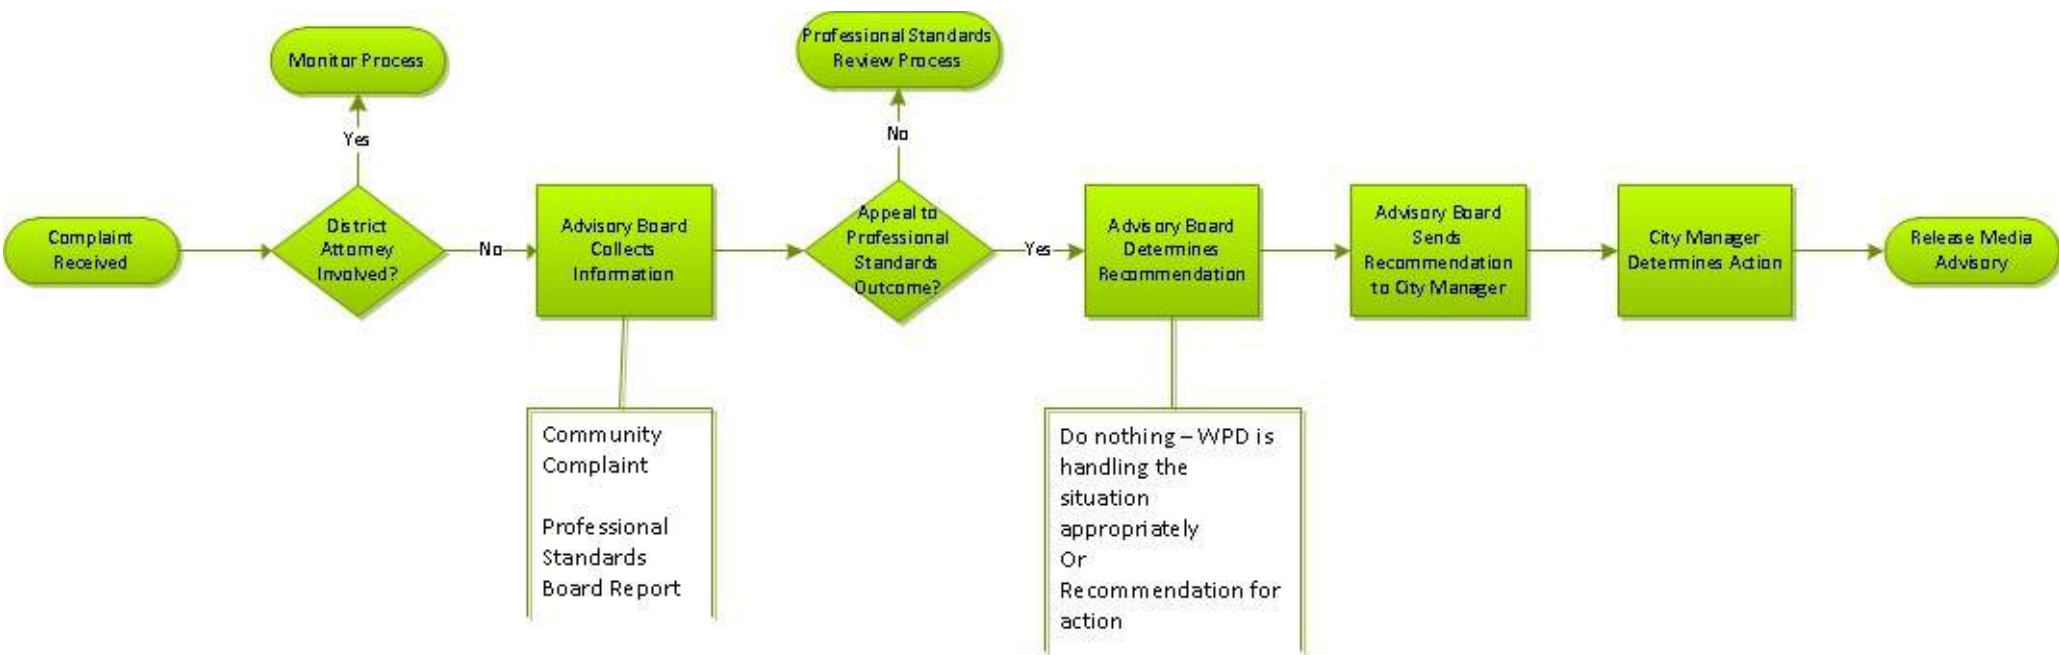 Monitor Process
Yes
Professional Standards
Review Process
No
Complaint
Received
District
Attorney
Involved?
No
Advisory Board
Collects
Information
Appeal to
Professional
Standards
Outcome?
Yes
Advisory Board
Determines
Recommendation
Advisory Board
Sends
Recommendation
to City Manager
City Manager
Determines Action
Release Media
Advisory
Community
Complaint
Professional
Standards
Board Report
Do nothing – WPD is
handling the
situation
appropriately
Or
Recommendation for
action